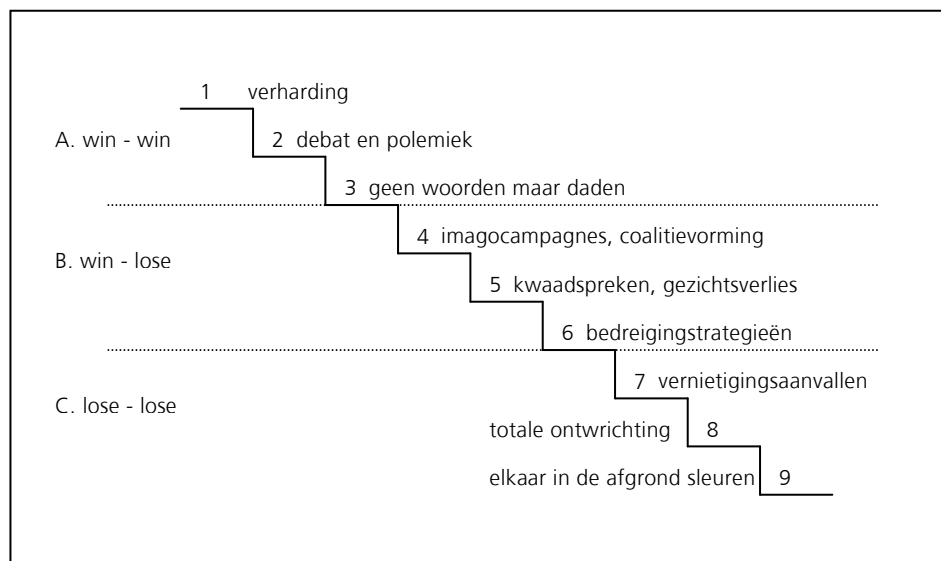 1 verharding
A. win - win
2 debat en polemiek
3 geen woorden maar daden
4 imagocampagnes, coalitievorming
B. win - lose
5 kwaadspreken, gezichtsverlies
6 bedreigingstrategieën
7 vernietigingsaanvallen
C. lose - lose
totale ontwrichting 8
elkaar in de afgrond sleuren 9